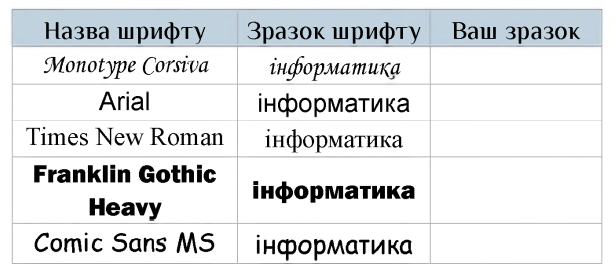 Назва шрифту Зразок шрифту Ваш зразок
Monotype Corsiva інформатика
Arial інформатика
Times New Roman інформатика
Franklin Gothic
Heavy інформатика
Comic Sans MS інформатика